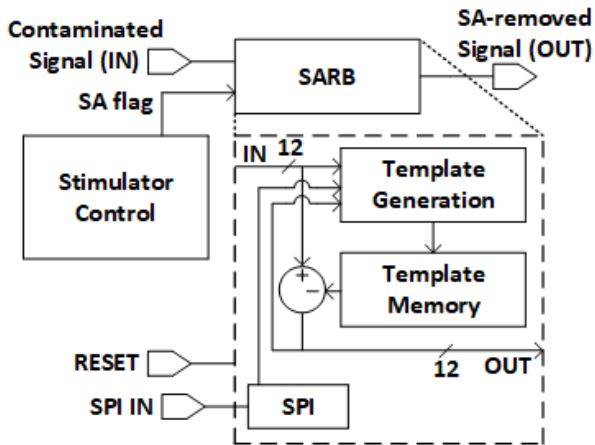 Contaminated
Signal (IN)
SA flag
SARB
SA-removed
Signal (OUT)
Stimulator
Control
IN
12
Template
Generation
+
−
Template
Memory
12
OUT
RESET
SPI IN
SPI